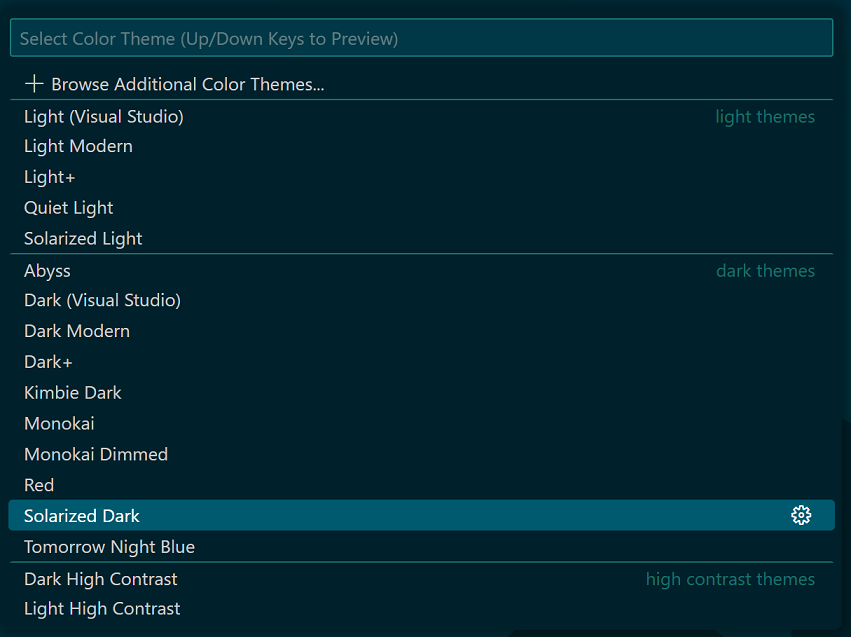 Select Color Theme (Up/Down Keys to Preview)
Browse Additional Color Themes...
Light (Visual Studio) light themes
Light Modern
Light+
Quiet Light
Solarized Light
Abyss dark themes
Dark (Visual Studio)
Dark Modern
Dark+
Kimbie Dark
Monokai
Monokai Dimmed
Red
Solarized Dark
Tomorrow Night Blue
Dark High Contrast high contrast themes
Light High Contrast